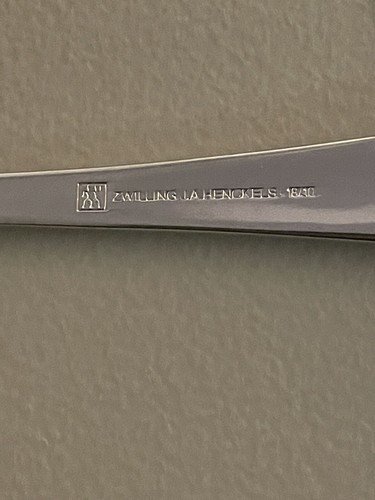 ZWILLING J.A. HENCKELS 18/10